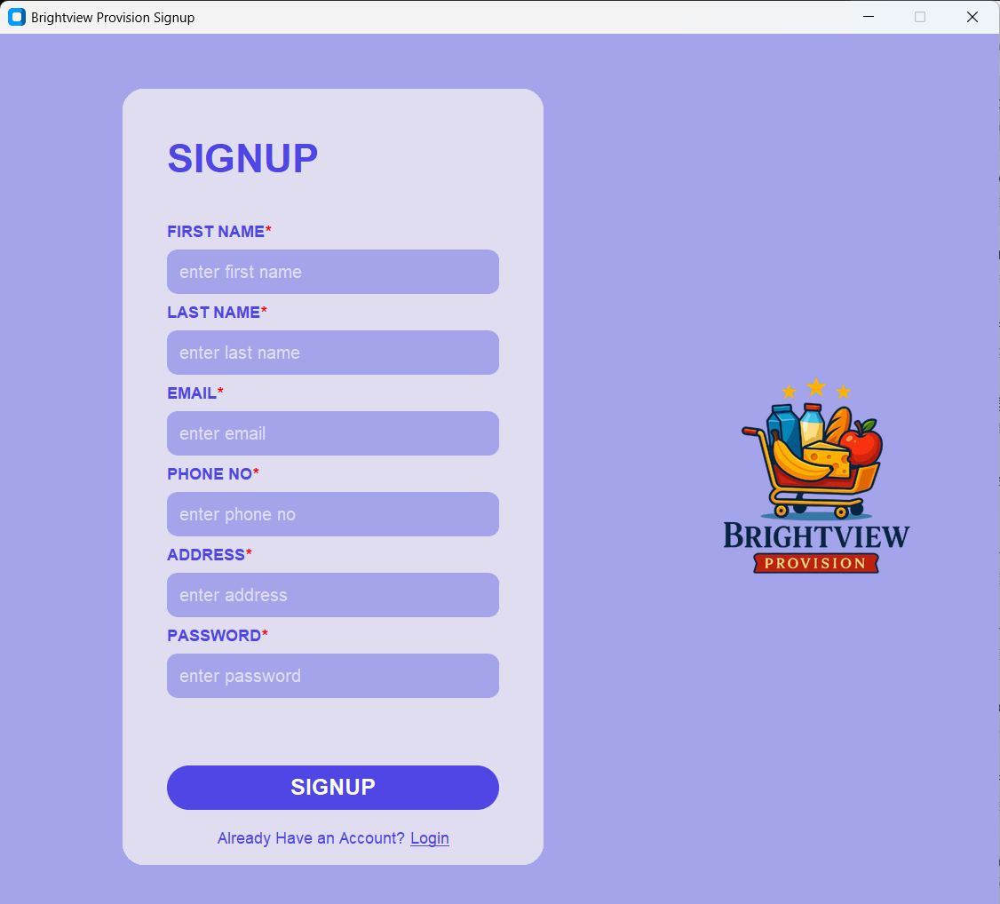 Brightview Provision Signup
SIGNUP
FIRST NAME*
enter first name
LAST NAME*
enter last name
EMAIL*
enter email
PHONE NO*
enter phone no
ADDRESS*
enter address
PASSWORD*
enter password
SIGNUP
Already Have an Account? Login
BRIGHTVIEW
PROVISION